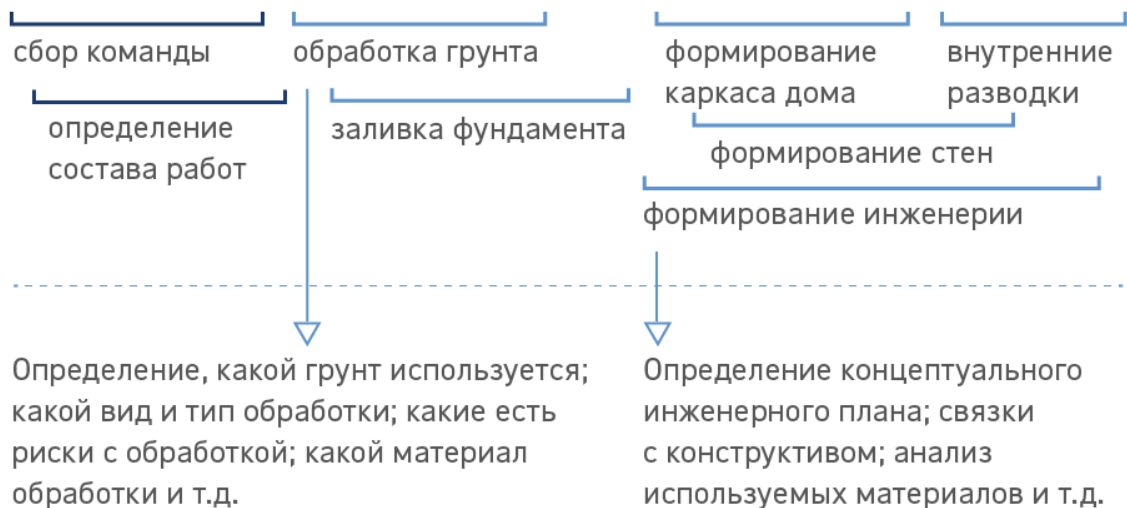 сбор команды
обработка грунта
формирование
каркаса дома
внутренние
разводки
определение
состава работ
заливка фундамента
формирование стен
формирование инженерии
Определение, какой грунт используется;
какой вид и тип обработки; какие есть
риски с обработкой; какой материал
обработки и т.д.
Определение концептуального
инженерного плана; связки
с конструктивом; анализ
используемых материалов и т.д.